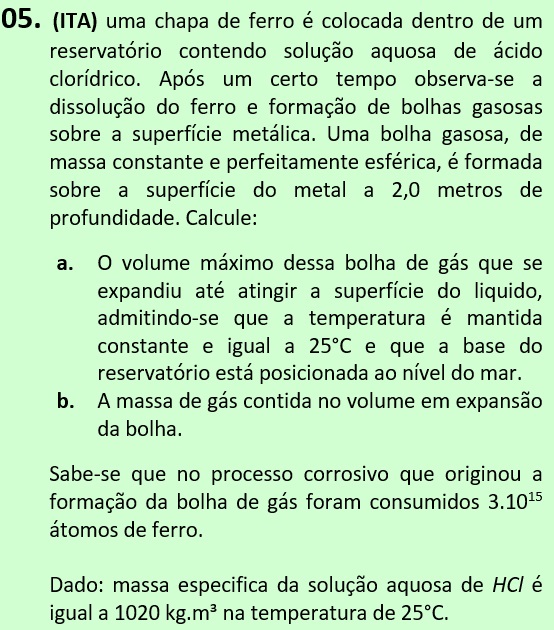 05. (ITA) uma chapa de ferro é colocada dentro de um
reservatório contendo solução aquosa de ácido
clorídrico. Após um certo tempo observa-se a
dissolução do ferro e formação de bolhas gasosas
sobre a superfície metálica. Uma bolha gasosa, de
massa constante e perfeitamente esférica, é formada
sobre a superfície do metal a 2,0 metros de
profundidade. Calcule:
a. O volume máximo dessa bolha de gás que se
expandiu até atingir a superfície do liquido,
admitindo-se que a temperatura é mantida
constante e igual a 25°C e que a base do
reservatório está posicionada ao nível do mar.
b. A massa de gás contida no volume em expansão
da bolha.
Sabe-se que no processo corrosivo que originou a
formação da bolha de gás foram consumidos 3.10¹⁵
átomos de ferro.
Dado: massa especifica da solução aquosa de HCl é
igual a 1020 kg.m³ na temperatura de 25°C.